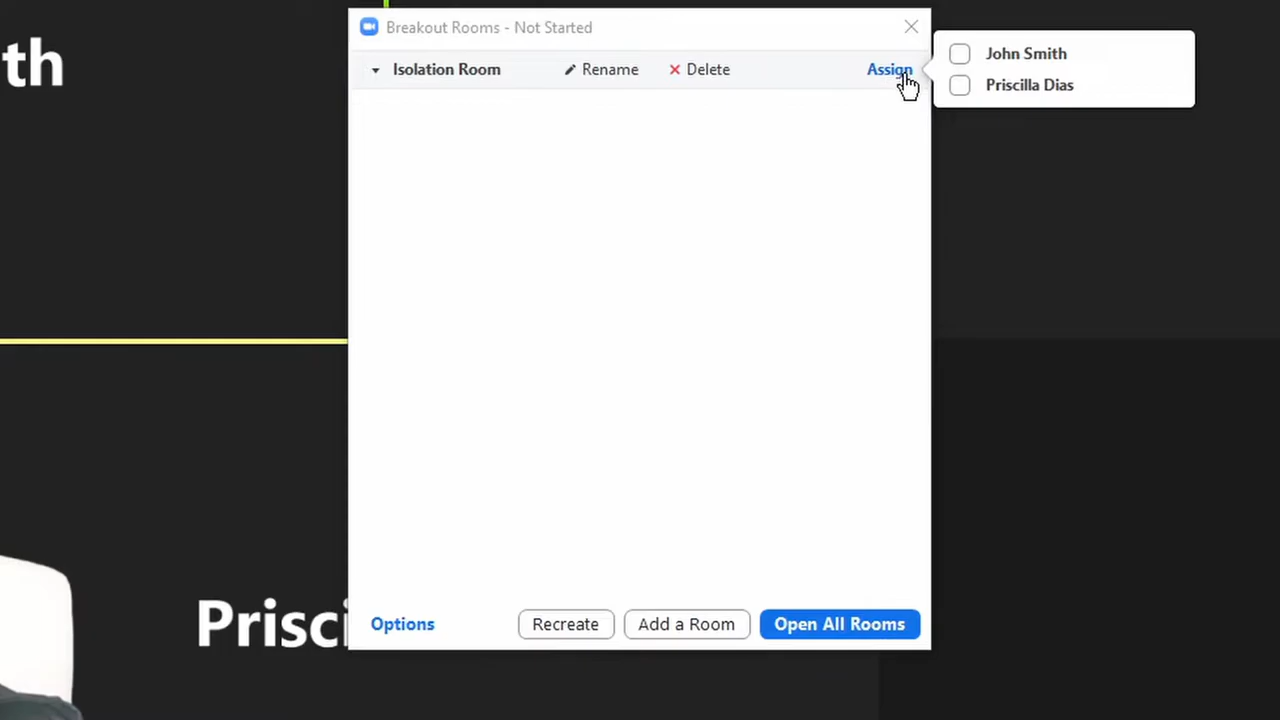 th
Breakout Rooms - Not Started
Isolation Room Rename Delete Assign
John Smith
Priscilla Dias
Prisci
Options Recreate Add a Room Open All Rooms